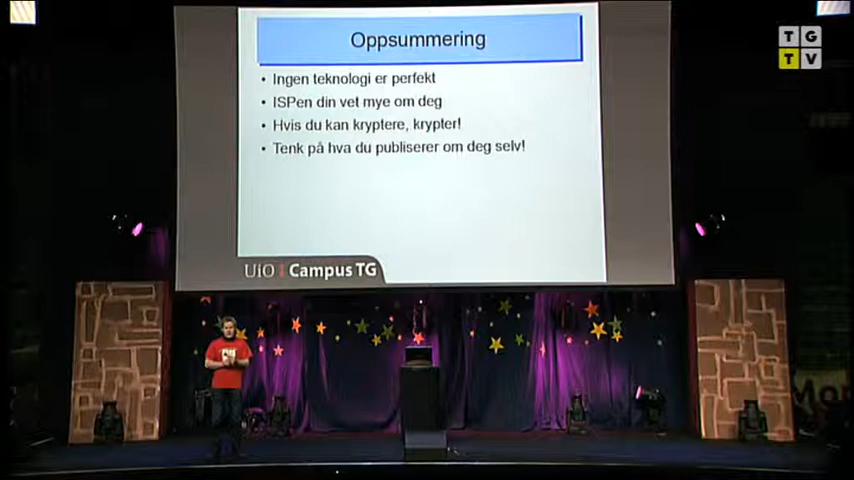 TG
TV
Oppsummering
• Ingen teknologi er perfekt
• ISPen din vet mye om deg
• Hvis du kan kryptere, krypter!
• Tenk på hva du publiserer om deg selv!
UiO Campus TG